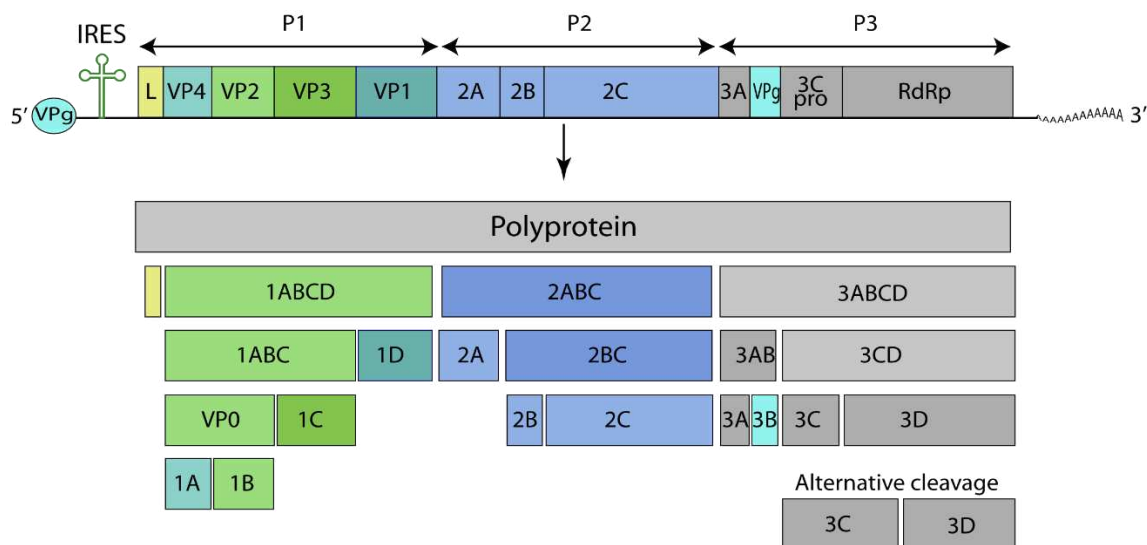 P1 P2 P3
IRES
L VP4 VP2 VP3 VP1 2A 2B 2C 3A VPg 3C pro RdRp
5′ VPg AAAAAAAAAAA 3′
Polyprotein
1ABCD 2ABC 3ABCD
1ABC 1D 2A 2BC 3AB 3CD
VP0 1C 2B 2C 3A 3B 3C 3D
1A 1B
Alternative cleavage
3C 3D